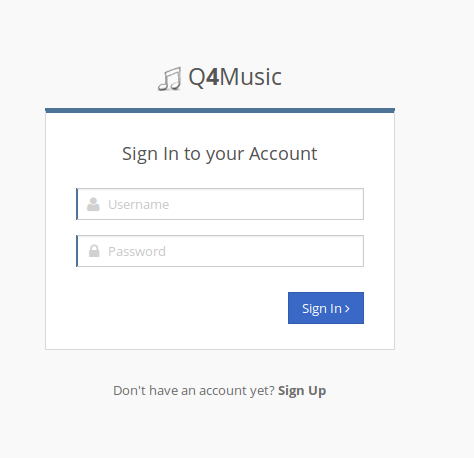 Q4Music
Sign In to your Account
Username
Password
Sign In
Don't have an account yet? Sign Up